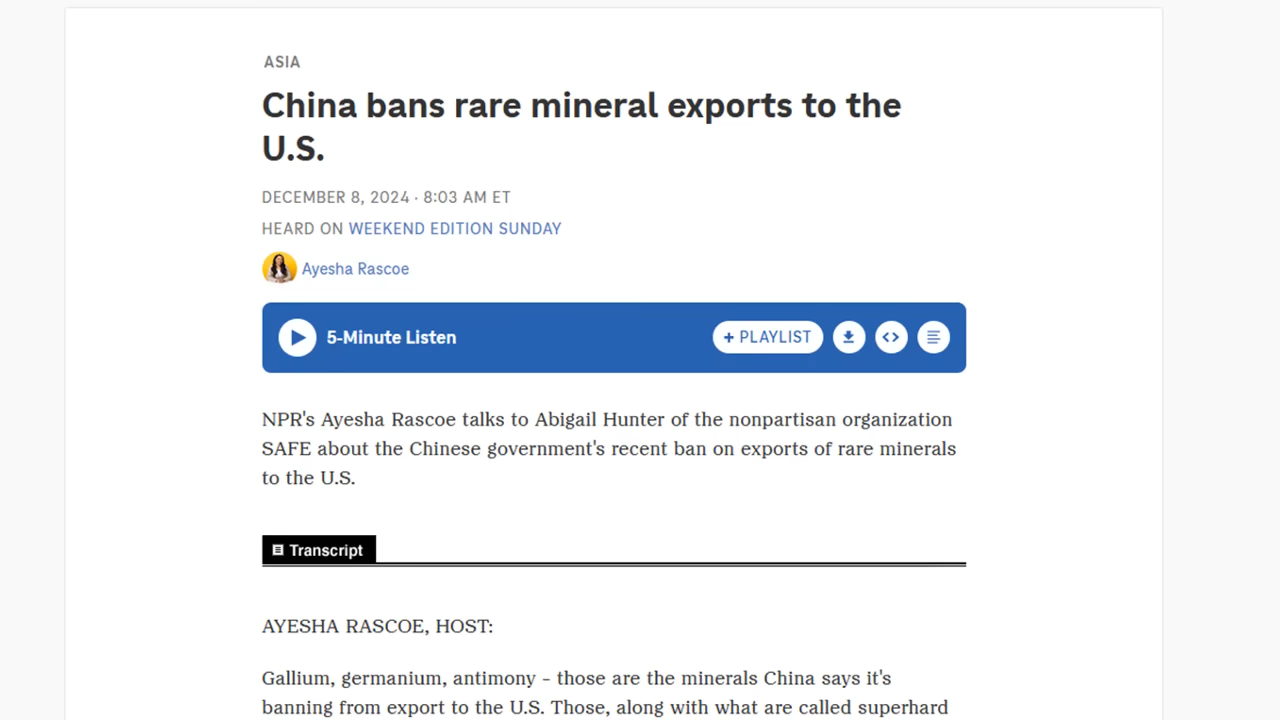 ASIA
China bans rare mineral exports to the
U.S.
DECEMBER 8, 2024 · 8:03 AM ET
HEARD ON WEEKEND EDITION SUNDAY
Ayesha Rascoe
5-Minute Listen
+ PLAYLIST
NPR's Ayesha Rascoe talks to Abigail Hunter of the nonpartisan organization
SAFE about the Chinese government's recent ban on exports of rare minerals
to the U.S.
Transcript
AYESHA RASCOE, HOST:
Gallium, germanium, antimony – those are the minerals China says it's
banning from export to the U.S. Those, along with what are called superhard